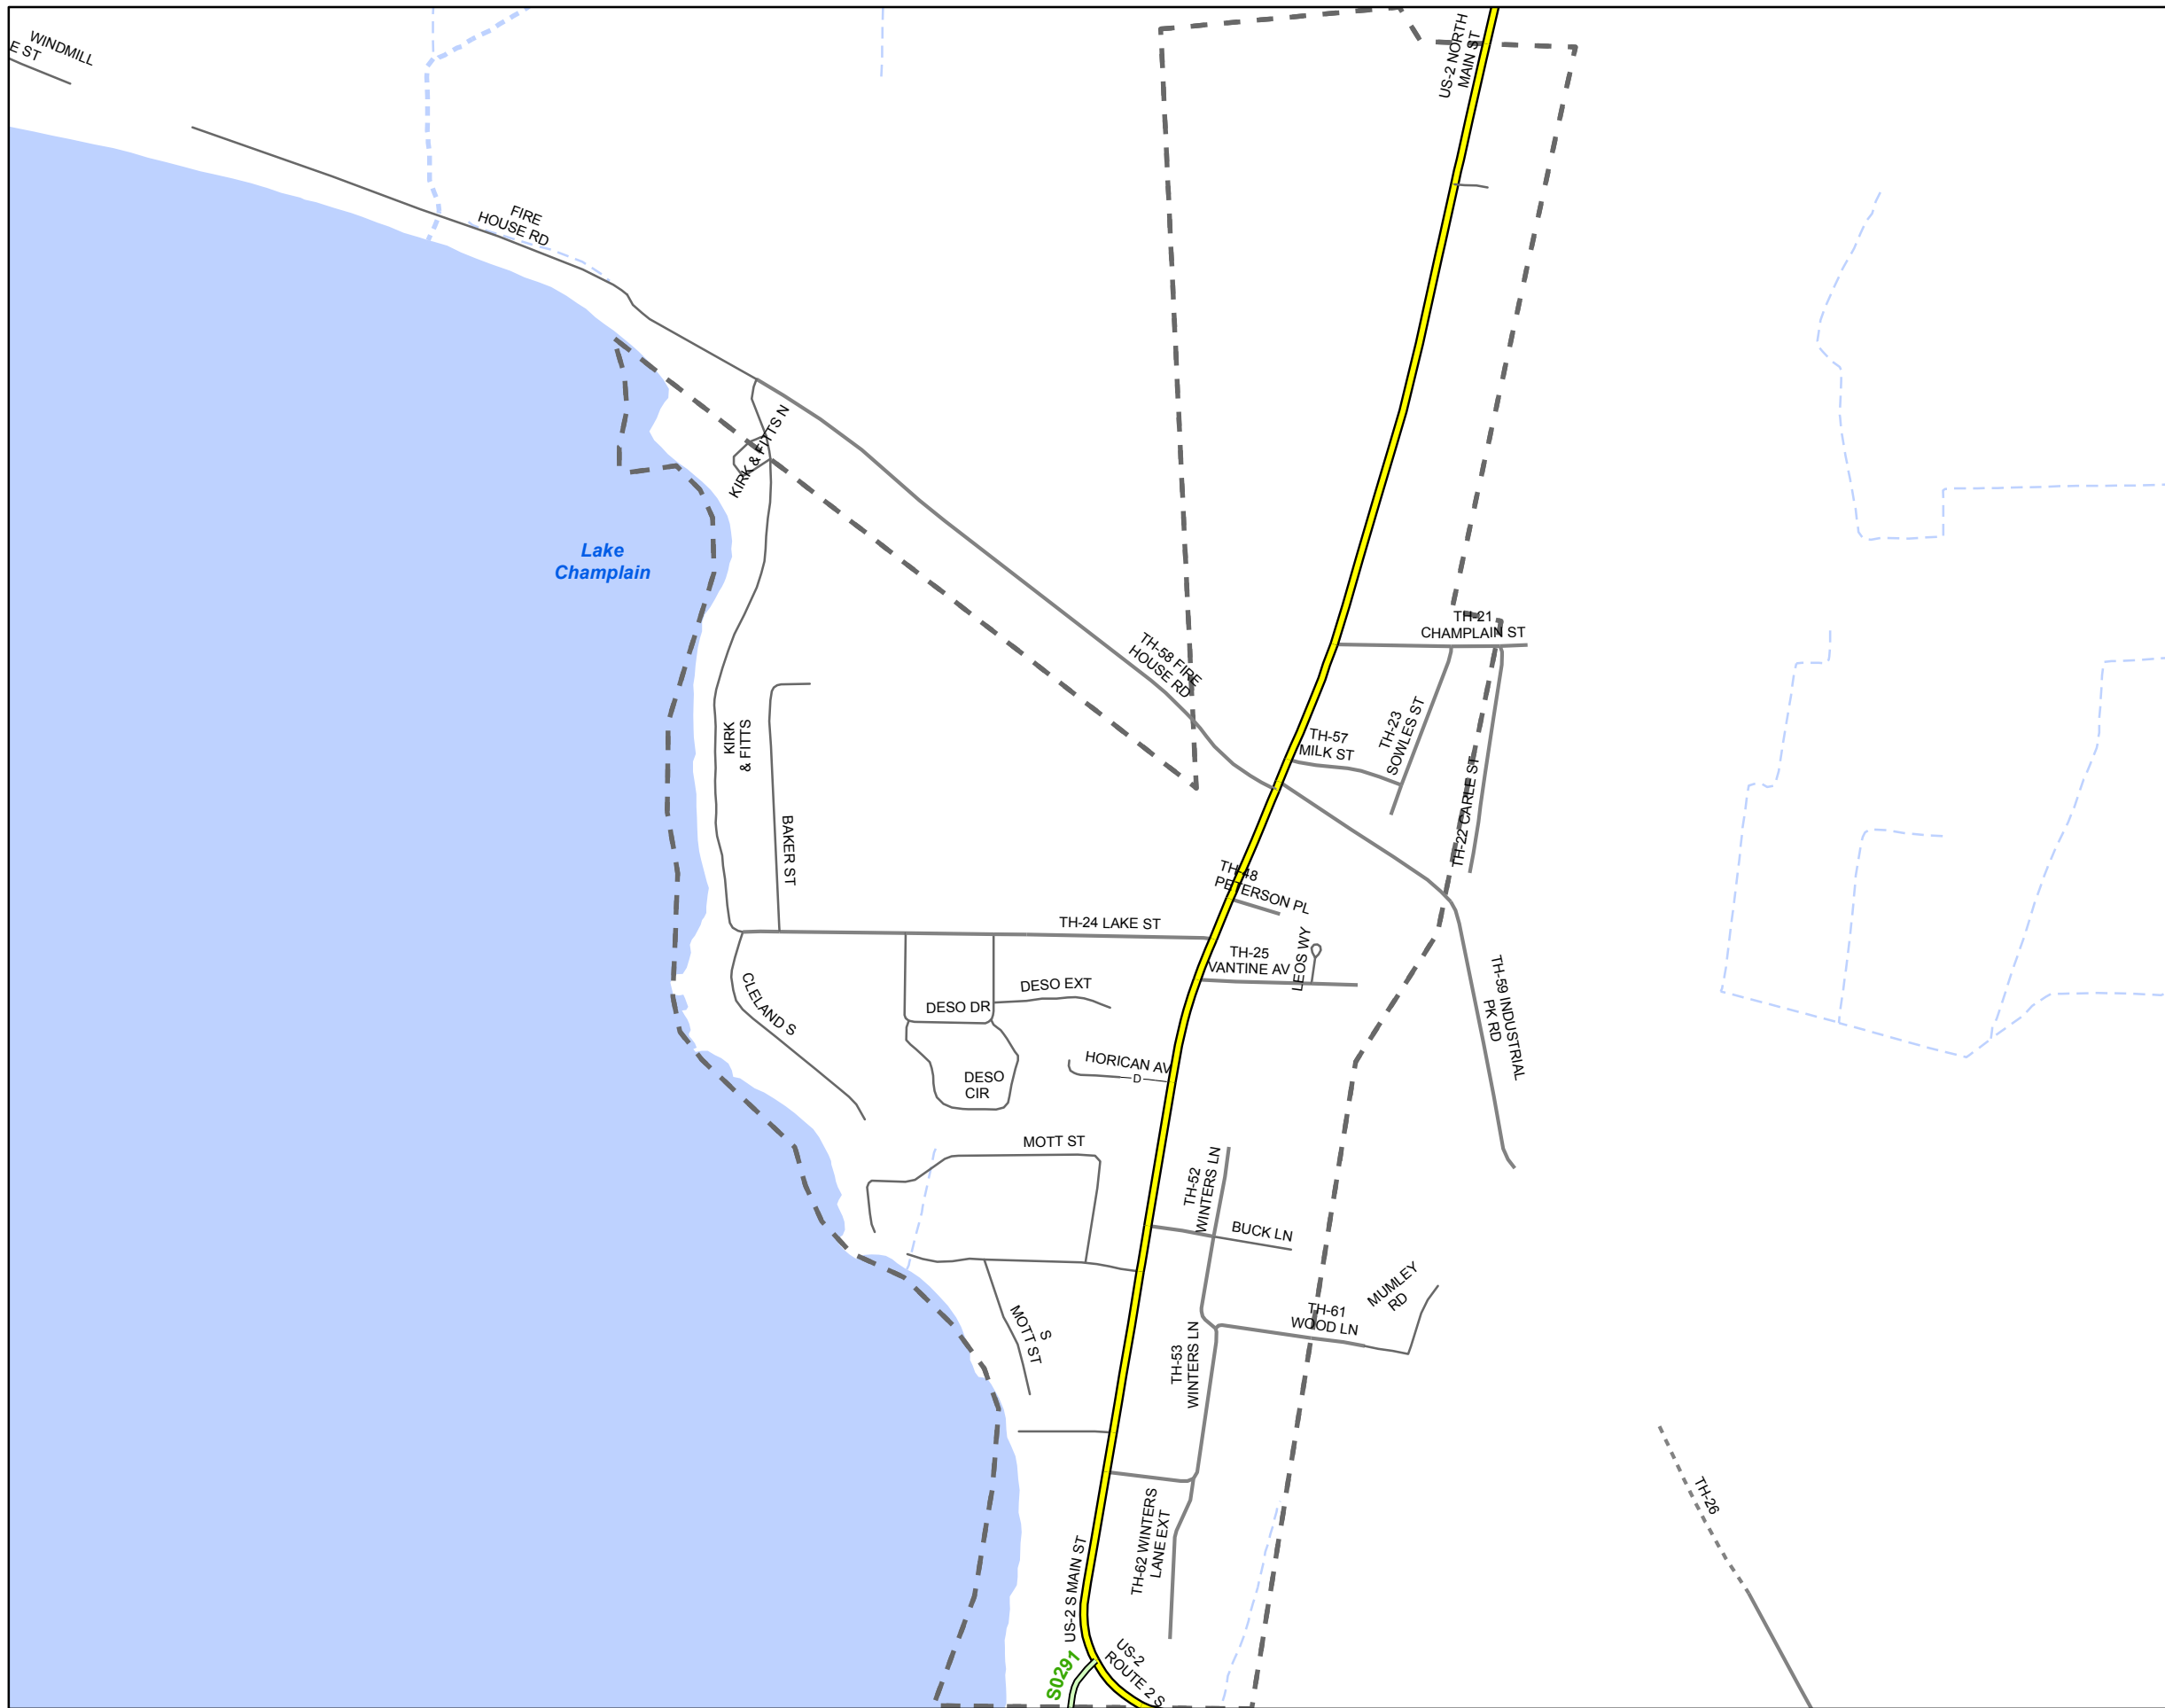 WINDMILL
E ST
US-2 NORTH
MAIN ST
FIRE
HOUSE RD
KIRK & FITTS N
Lake
Champlain
TH-21
CHAMPLAIN ST
TH-58 FIRE
HOUSE RD
KIRK
& FITTS
TH-57
MILK ST
TH-23
SOWLES ST
TH-22 CARLE ST
BAKER ST
TH-48
PETERSON PL
TH-24 LAKE ST
TH-25
VANTINE AV
LEOS WY
TH-59 INDUSTRIAL
PK RD
CLELAND S
DESO EXT
DESO DR
HORICAN AV
D
DESO
CIR
MOTT ST
TH-52
WINTERS LN
BUCK LN
MUMLEY
RD
TH-61
WOOD LN
S
MOTT ST
TH-53
WINTERS LN
TH-26
TH-62 WINTERS
LANE EXT
US-2 S MAIN ST
US-2
ROUTE 2 S
S0291